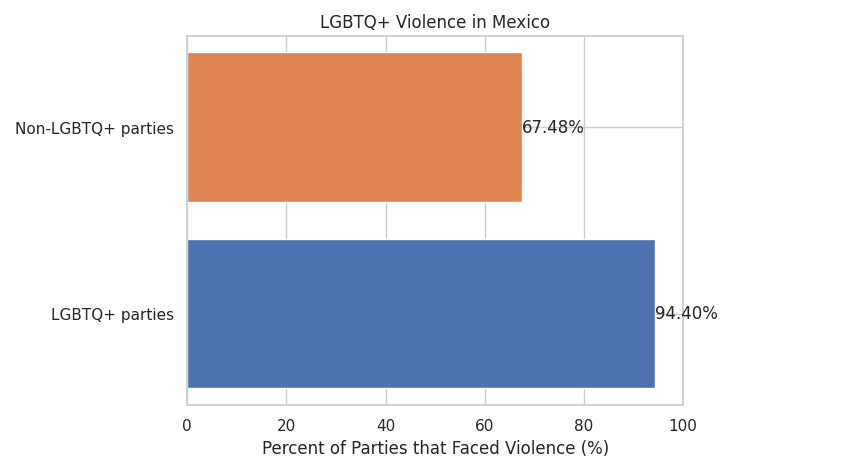 LGBTQ+ Violence in Mexico
Non-LGBTQ+ parties
67.48%
LGBTQ+ parties
94.40%
0 20 40 60 80 100
Percent of Parties that Faced Violence (%)